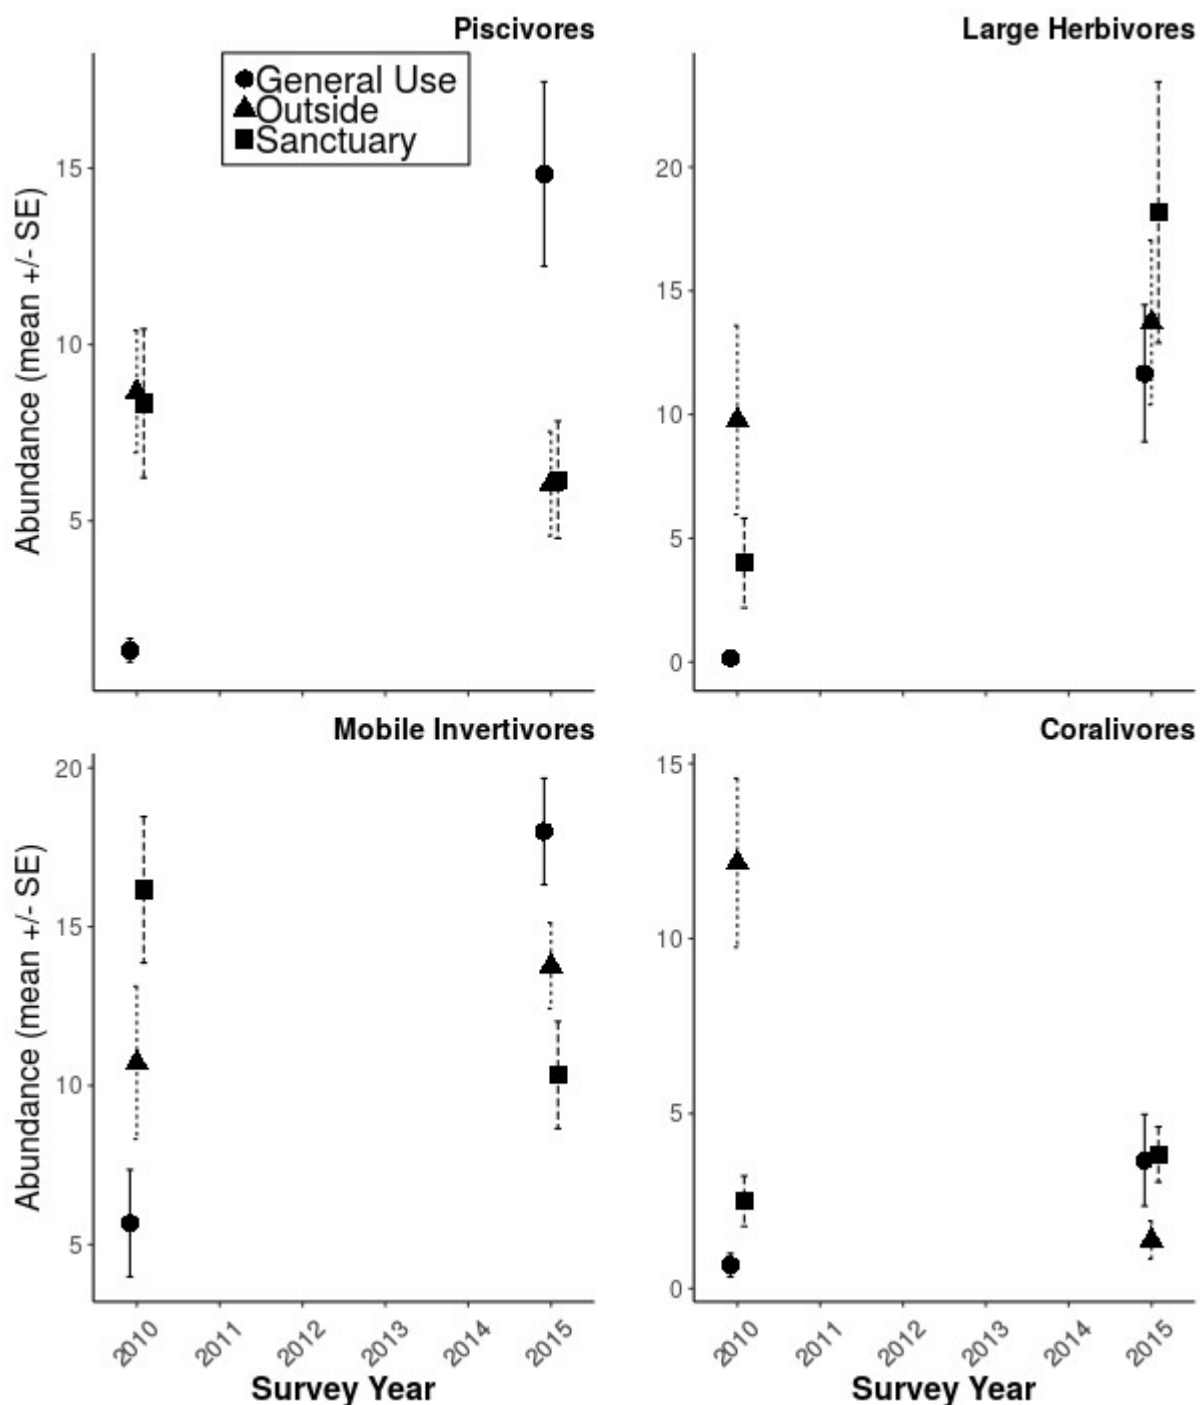 Piscivores
General Use
Outside
Sanctuary
Abundance (mean +/- SE)
15
10
5
Large Herbivores
20
15
10
5
0
Mobile Invertivores
Abundance (mean +/- SE)
20
15
10
5
2010
2011
2012
2013
2014
2015
Survey Year
Coralivores
15
10
5
0
2010
2011
2012
2013
2014
2015
Survey Year